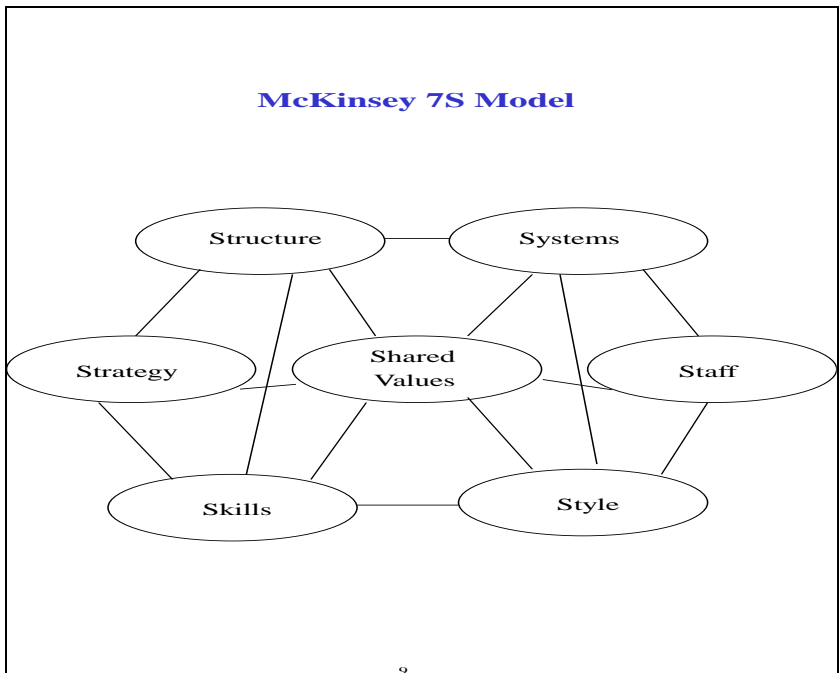 McKinsey 7S Model
Structure
Systems
Strategy
Shared
Values
Staff
Skills
Style